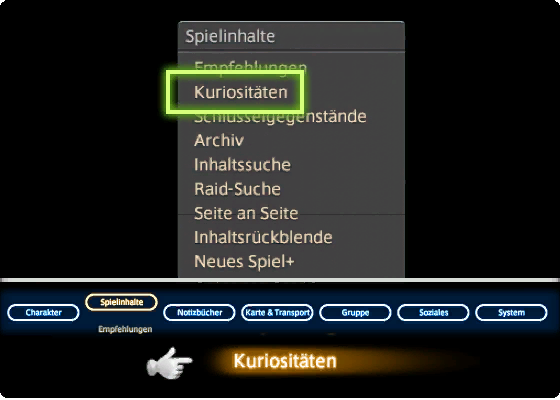 Spielinhalte
Empfehlungen
Kuriositäten
Schlüsselgegenstände
Archiv
Inhaltssuche
Raid-Suche
Seite an Seite
Inhaltsrückblende
Neues Spiel+
Charakter
Spielinhalte
Notizbücher
Karte & Transport
Gruppe
Soziales
System
Empfehlungen
Kuriositäten